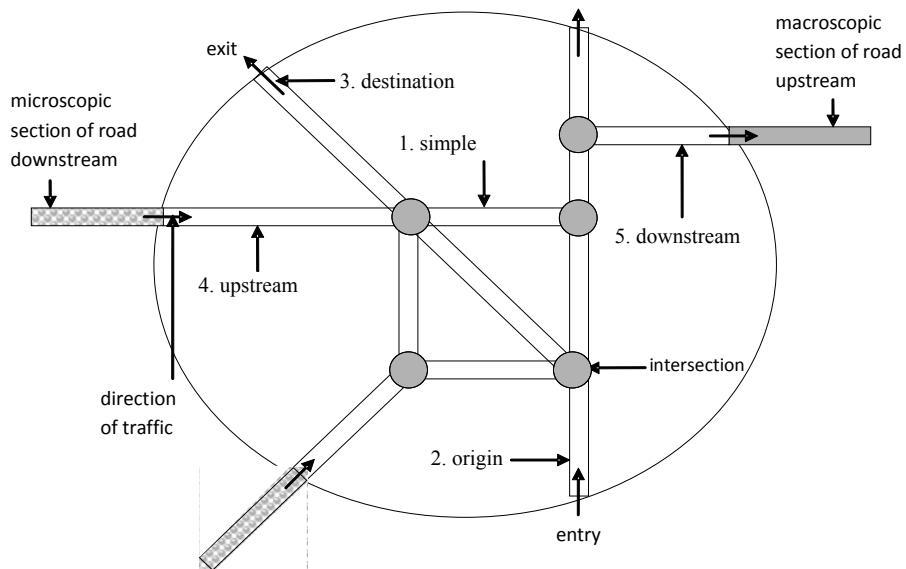 macroscopic
section of road
upstream
exit
3. destination
microscopic
section of road
downstream
1. simple
5. downstream
4. upstream
intersection
direction
of traffic
2. origin
entry